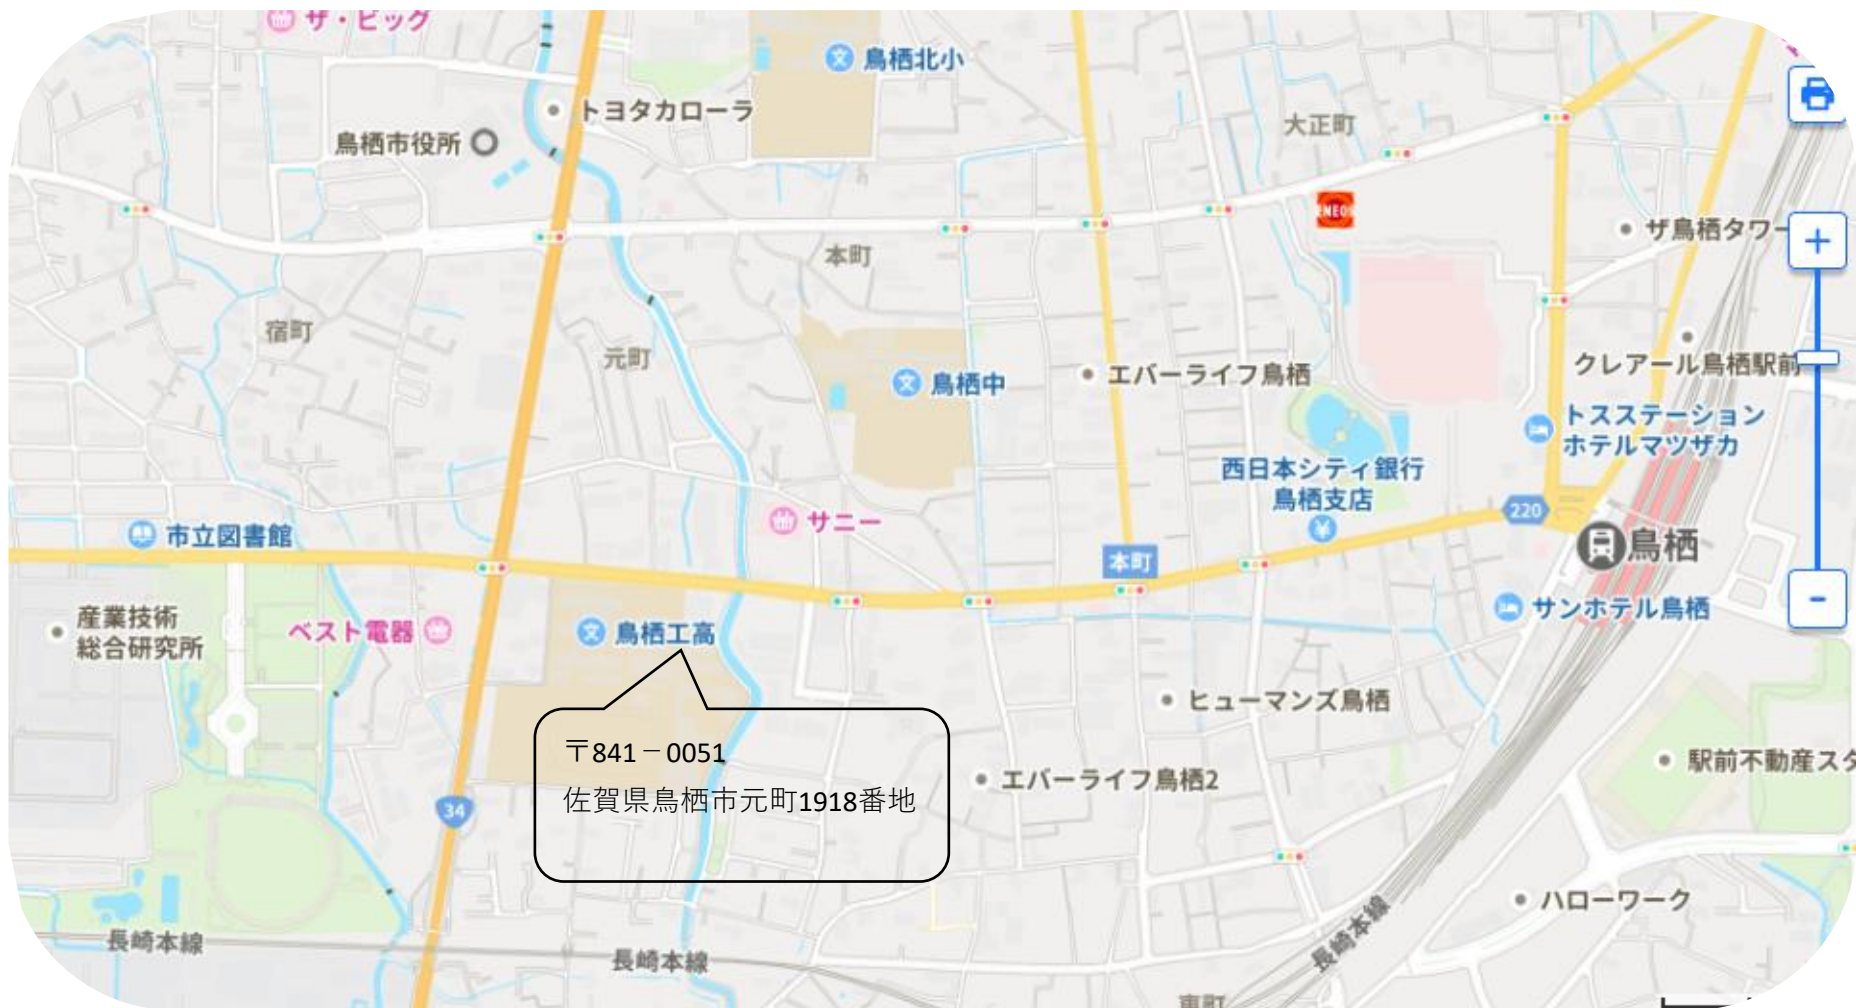 ザ・ビッグ
鳥栖北小
トヨタカローラ
鳥栖市役所
大正町
ENEOS
ザ鳥栖タワー
本町
宿町
元町
鳥栖中
エバーライフ鳥栖
クレアール鳥栖駅前
トスステーション
ホテルマツザカ
西日本シティ銀行
鳥栖支店
220
サニー
市立図書館
本町
鳥栖
サンホテル鳥栖
産業技術
総合研究所
ベスト電器
鳥栖工高
ヒューマンズ鳥栖
〒841－0051
佐賀県鳥栖市元町1918番地
エバーライフ鳥栖2
駅前不動産スタ
34
ハローワーク
長崎本線
長崎本線
長崎本線